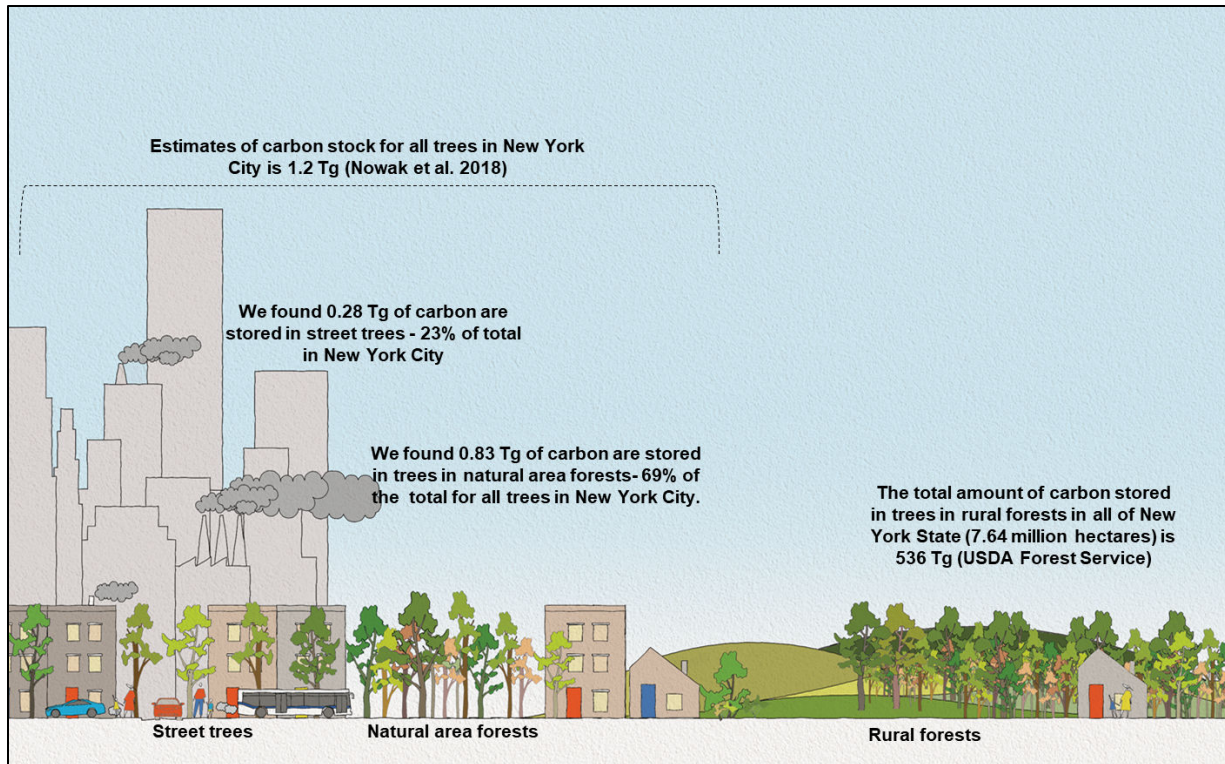 Estimates of carbon stock for all trees in New York
City is 1.2 Tg (Nowak et al. 2018)
We found 0.28 Tg of carbon are
stored in street trees - 23% of total
in New York City
We found 0.83 Tg of carbon are stored
in trees in natural area forests- 69% of
the total for all trees in New York City.
The total amount of carbon stored
in trees in rural forests in all of New
York State (7.64 million hectares) is
536 Tg (USDA Forest Service)
Street trees
Natural area forests
Rural forests